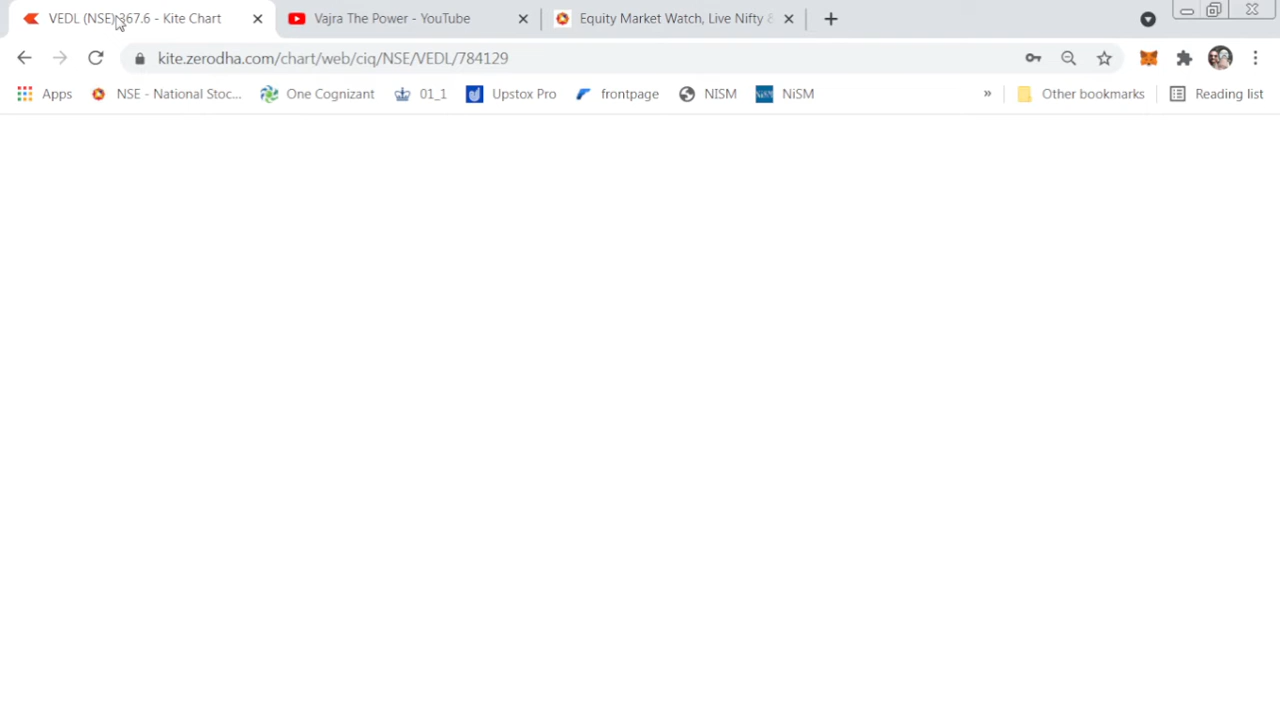 VEDL (NSE) 367.6 - Kite Chart
Vajra The Power - YouTube
Equity Market Watch, Live Nifty &
kite.zerodha.com/chart/web/ciq/NSE/VEDL/784129
Apps
NSE - National Stoc...
One Cognizant
01_1
Upstox Pro
frontpage
NISM
NiSM
»
Other bookmarks
Reading list